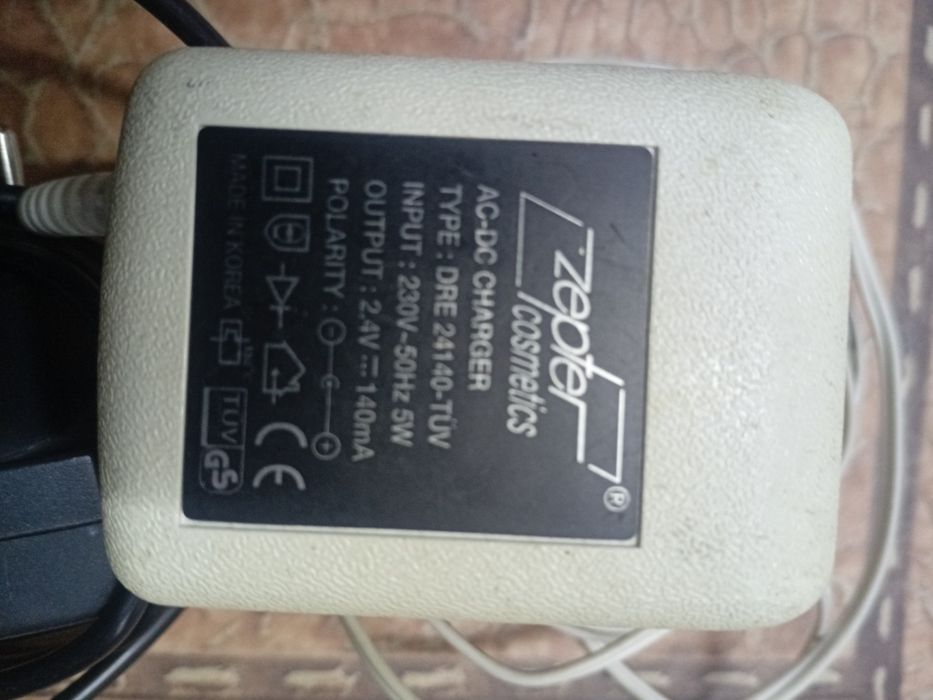 zepter®
cosmetics
AC-DC CHARGER
TYPE : DRE 24140-TÜV
INPUT : 230V~50Hz 5W
OUTPUT : 2.4V⎓140mA
POLARITY :
CE
MADE IN KOREA
TÜV
GS